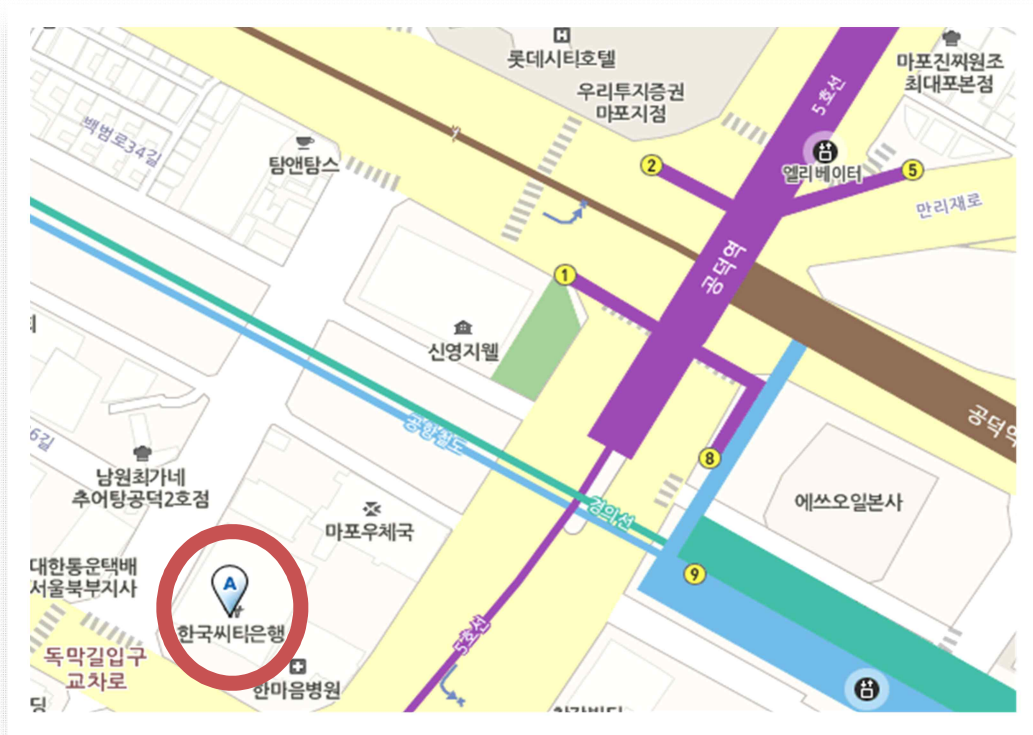 롯데시티호텔
우리투자증권
마포지점
5호선
마포진찌원조
최대포본점
백범로34길
탐앤탐스
2
엘리베이터
5
만리재로
공덕역
1
신영지웰
공항철도
8
공덕역
6길
남원최가네
추어탕공덕2호점
마포우체국
경의선
에쓰오일본사
대한통운택배
서울북부지사
A
9
한국씨티은행
5호선
독막길입구
교차로
한마음병원
딩